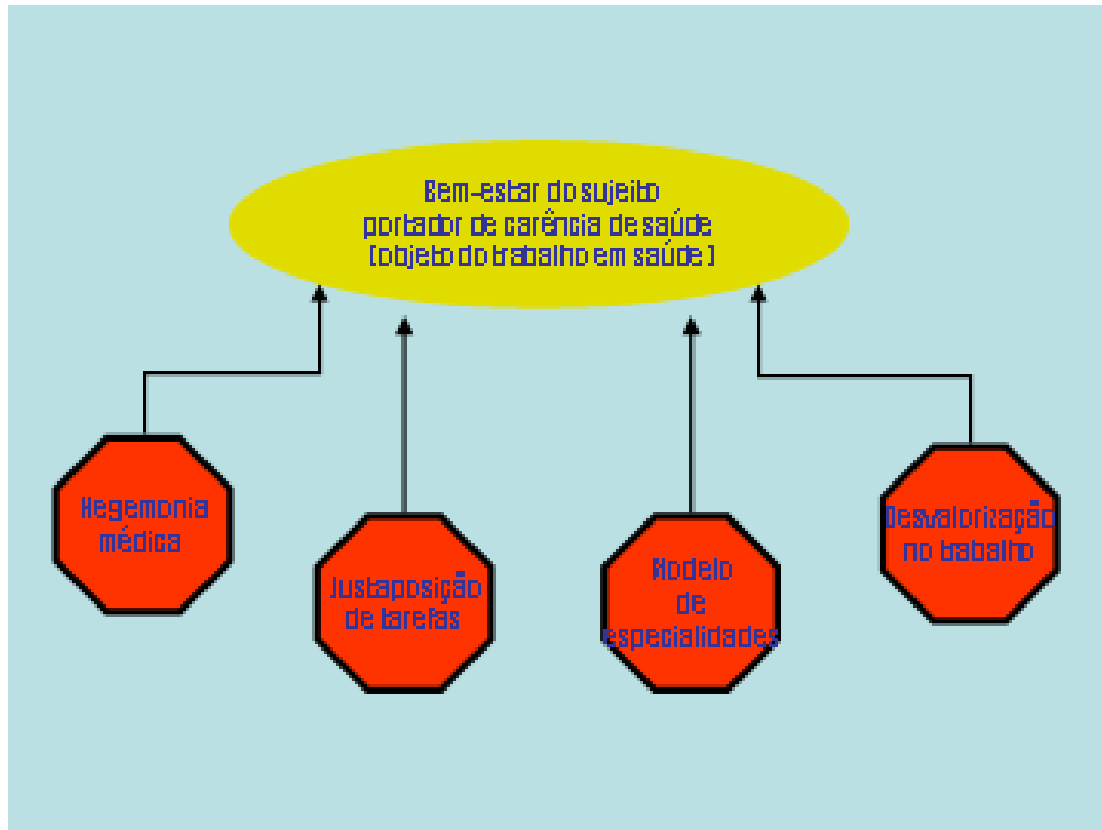 Bem-estar do sujeito
portador de carência de saúde
(objeto do trabalho em saúde)
Hegemonia
médica
Justaposição
de tarefas
Modelo
de
especialidades
Desvalorização
no trabalho